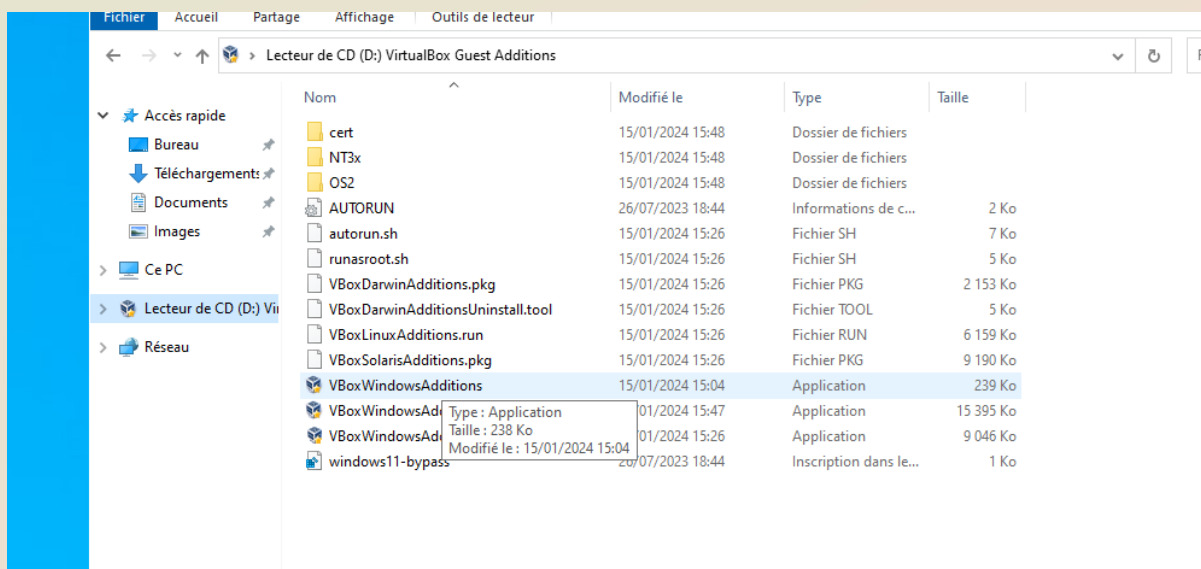 Fichier Accueil Partage Affichage Outils de lecteur
Lecteur de CD (D:) VirtualBox Guest Additions
Nom Modifié le Type Taille
Accès rapide
Bureau
Téléchargements
Documents
Images
Ce PC
Lecteur de CD (D:) Vi
Réseau
cert 15/01/2024 15:48 Dossier de fichiers
NT3x 15/01/2024 15:48 Dossier de fichiers
OS2 15/01/2024 15:48 Dossier de fichiers
AUTORUN 26/07/2023 18:44 Informations de c... 2 Ko
autorun.sh 15/01/2024 15:26 Fichier SH 7 Ko
runasroot.sh 15/01/2024 15:26 Fichier SH 5 Ko
VBoxDarwinAdditions.pkg 15/01/2024 15:26 Fichier PKG 2 153 Ko
VBoxDarwinAdditionsUninstall.tool 15/01/2024 15:26 Fichier TOOL 5 Ko
VBoxLinuxAdditions.run 15/01/2024 15:26 Fichier RUN 6 159 Ko
VBoxSolarisAdditions.pkg 15/01/2024 15:26 Fichier PKG 9 190 Ko
VBoxWindowsAdditions 15/01/2024 15:04 Application 239 Ko
VBoxWindowsAd /01/2024 15:47 Application 15 395 Ko
VBoxWindowsAd /01/2024 15:26 Application 9 046 Ko
windows11-bypass 26/07/2023 18:44 Inscription dans le... 1 Ko
Type : Application
Taille : 238 Ko
Modifié le : 15/01/2024 15:04